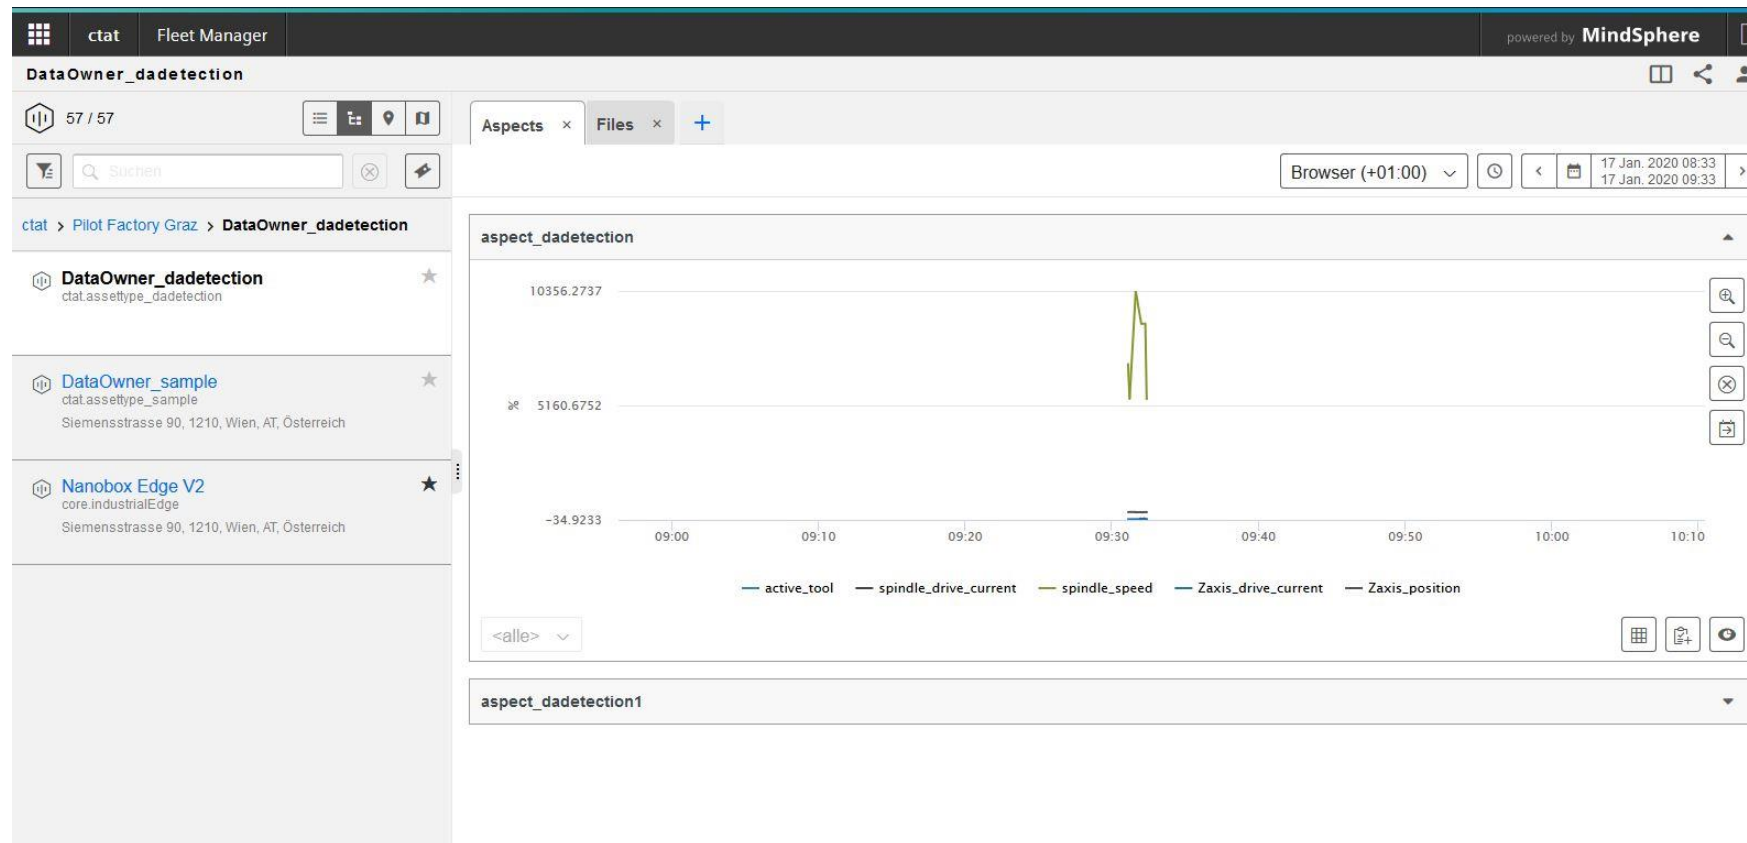 ctat Fleet Manager powered by MindSphere
DataOwner_dadetection
57 / 57
Suchen
ctat > Pilot Factory Graz > DataOwner_dadetection
DataOwner_dadetection
ctat.assettype_dadetection
DataOwner_sample
ctat.assettype_sample
Siemensstrasse 90, 1210, Wien, AT, Österreich
Nanobox Edge V2
core.industrialEdge
Siemensstrasse 90, 1210, Wien, AT, Österreich
Aspects × Files × +
Browser (+01:00)
17 Jan. 2020 08:33
17 Jan. 2020 09:33
aspect_dadetection
10356.2737
5160.6752
-34.9233
09:00 09:10 09:20 09:30 09:40 09:50 10:00 10:10
active_tool spindle_drive_current spindle_speed Zaxis_drive_current Zaxis_position
<alle>
aspect_dadetection1